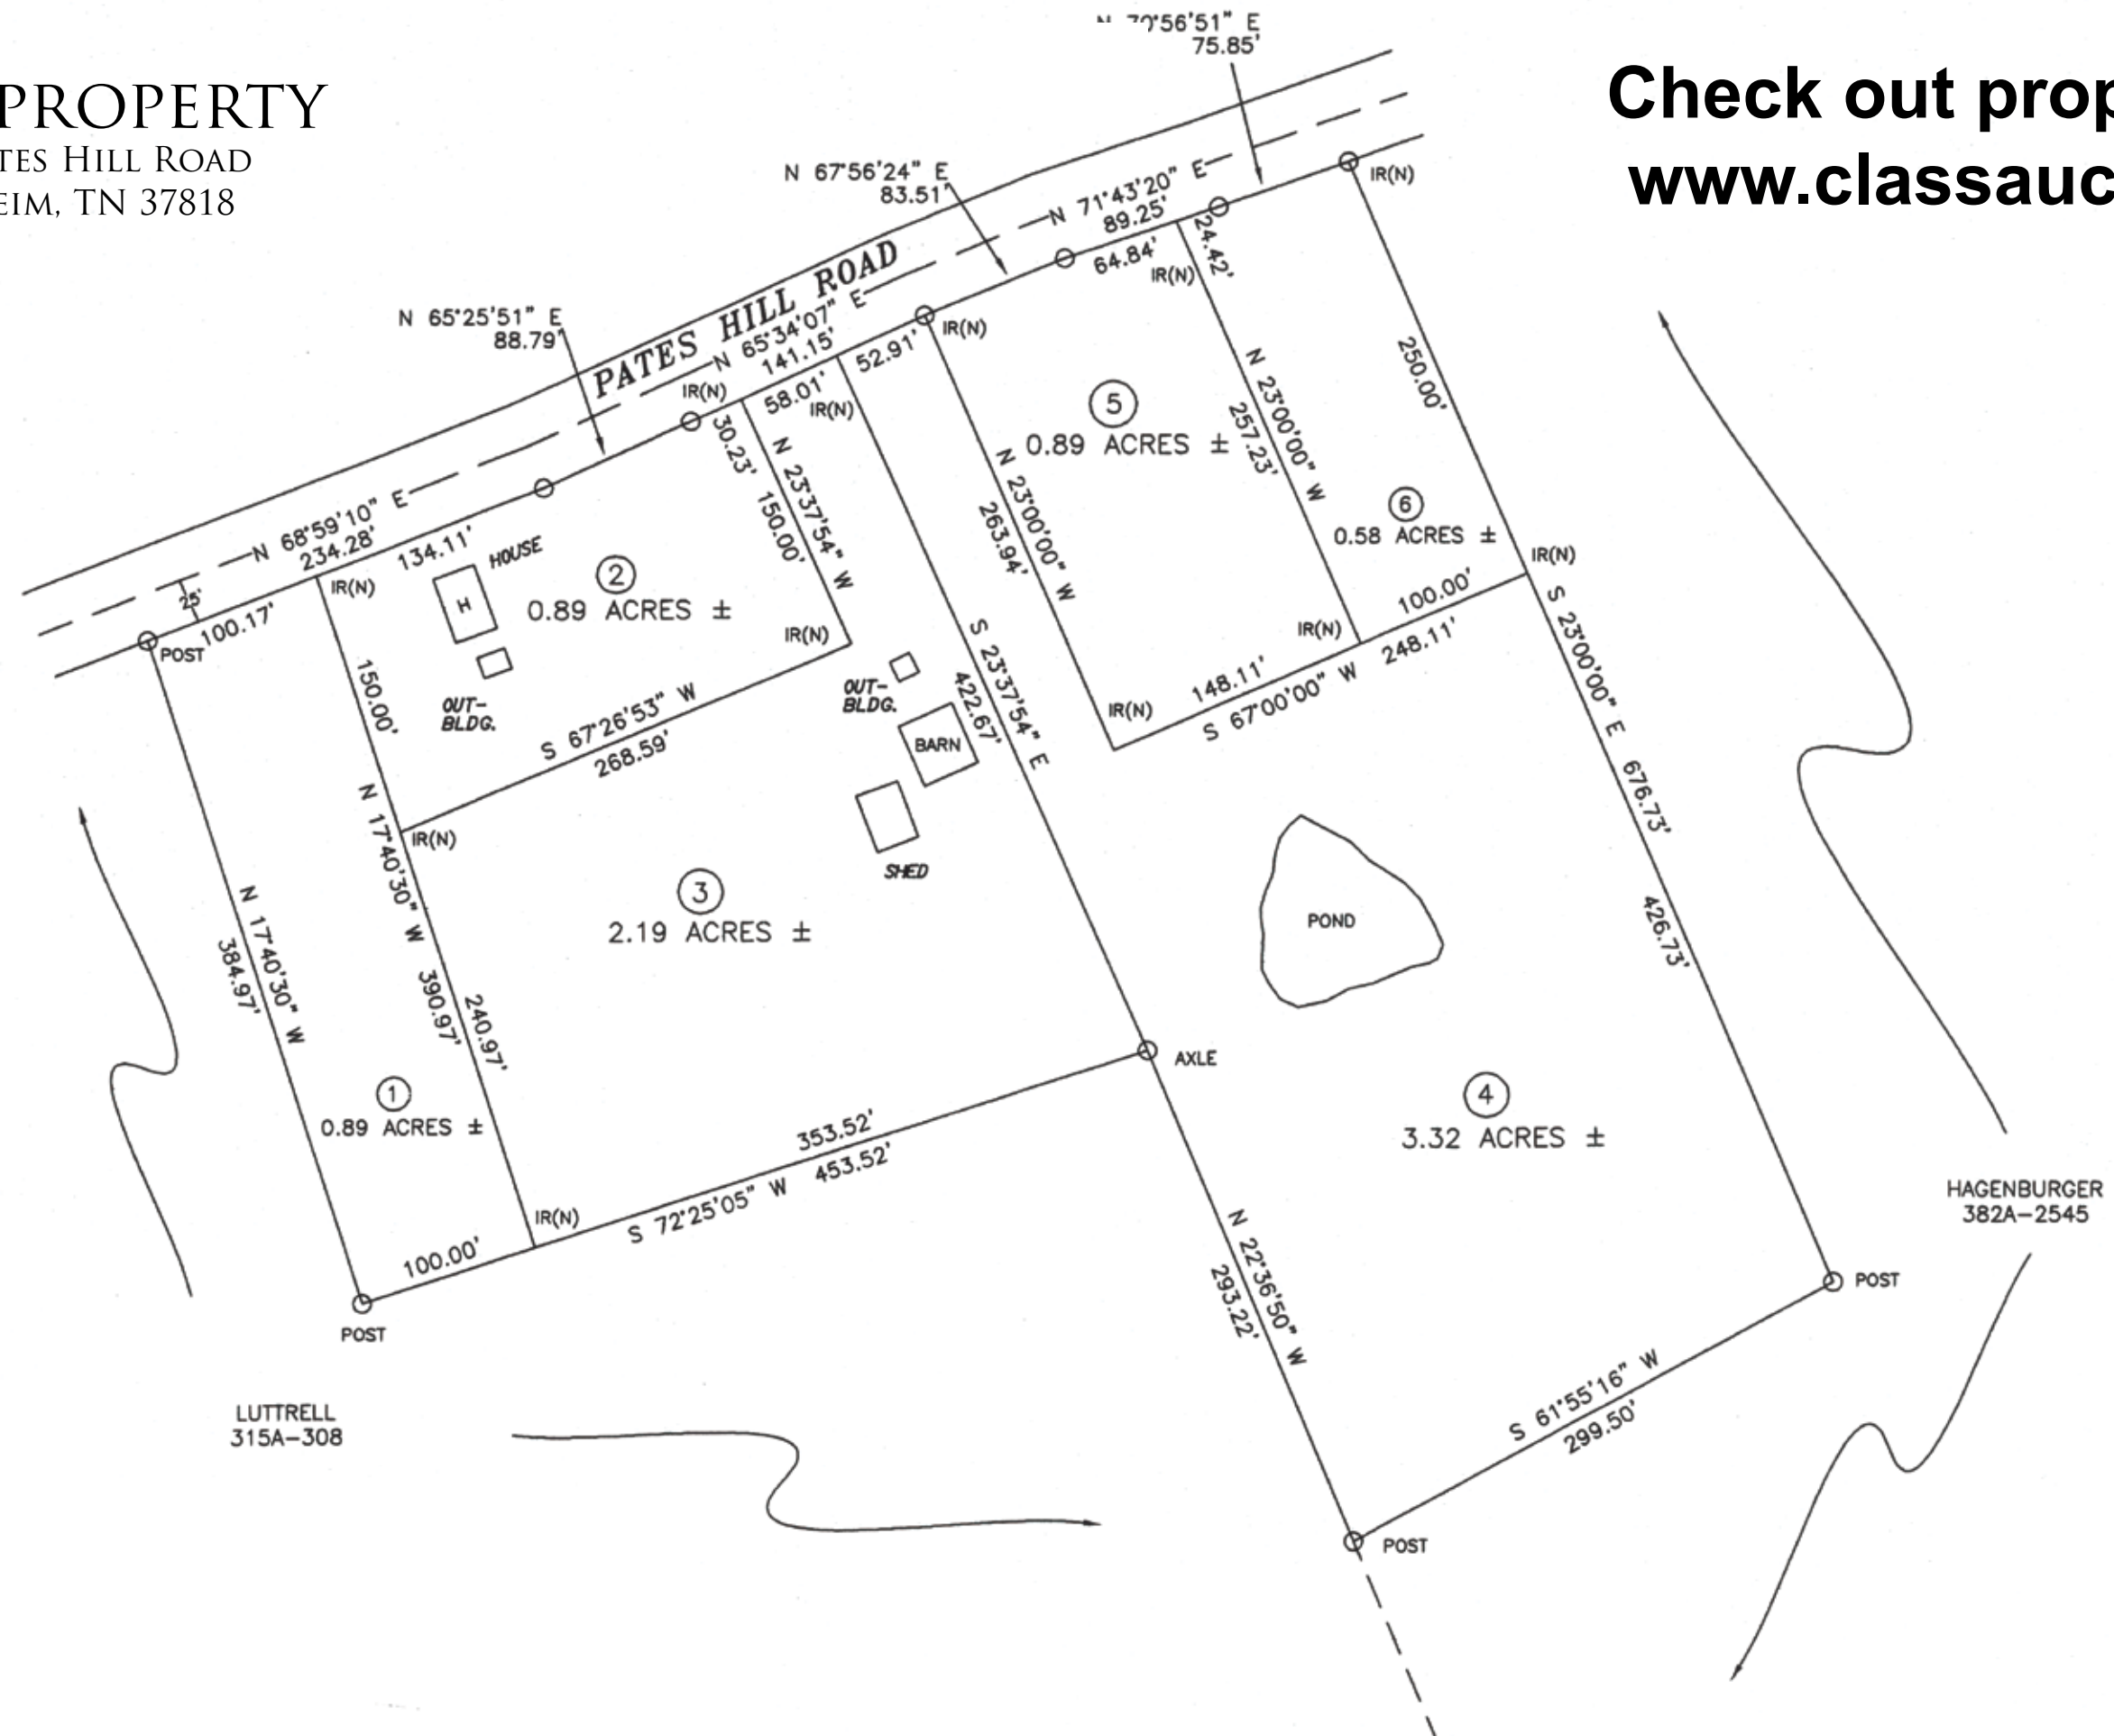 PROPERTY
TES HILL ROAD
EIM, TN 37818
Check out prop
www.classauc
70°56'51" E
75.85'
N 67°56'24" E
83.51'
N 71°43'20" E
89.25'
64.84'
24.42'
IR(N)
IR(N)
N 65°25'51" E
88.79'
PATES HILL ROAD
N 65°34'07" E
141.15'
IR(N)
58.01'
IR(N)
52.91'
IR(N)
30.23'
N 68°59'10" E
234.28'
134.11'
25'
100.17'
POST
IR(N)
HOUSE
H
2
0.89 ACRES ±
OUT-
BLDG.
N 23°37'54" W
150.00'
IR(N)
5
0.89 ACRES ±
N 23°00'00" W
263.94'
N 23°00'00" W
257.23'
250.00'
6
0.58 ACRES ±
IR(N)
IR(N)
100.00'
248.11'
148.11'
S 67°00'00" W
IR(N)
150.00'
S 67°26'53" W
268.59'
OUT-
BLDG.
BARN
SHED
S 23°37'54" E
422.67'
S 23°00'00" E 676.73'
426.73'
N 17°40'30" W 390.97'
240.97'
IR(N)
3
2.19 ACRES ±
POND
N 17°40'30" W
384.97'
1
0.89 ACRES ±
AXLE
4
3.32 ACRES ±
353.52'
S 72°25'05" W 453.52'
IR(N)
100.00'
POST
HAGENBURGER
382A-2545
N 22°36'50" W
293.22'
POST
S 61°55'16" W
299.50'
POST
LUTTRELL
315A-308